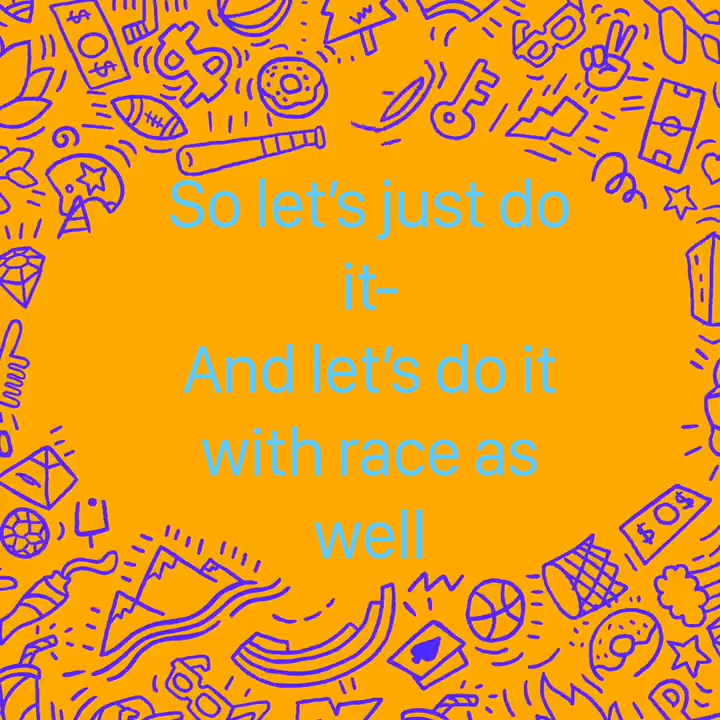 So let's just do
it-
And let's do it
with race as
well